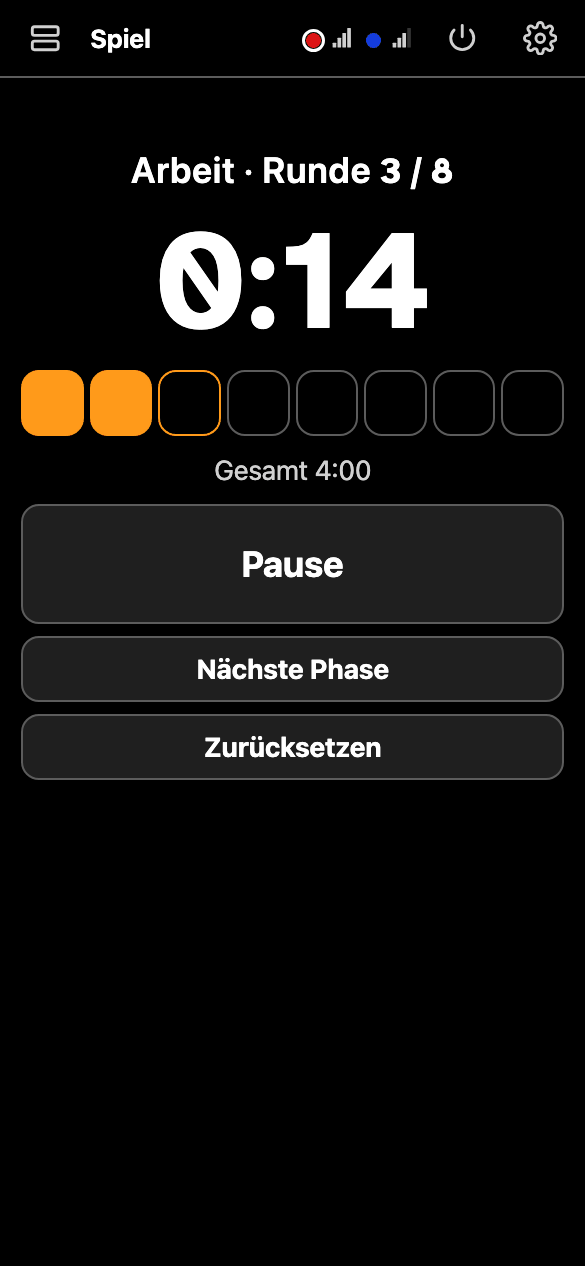 Spiel
Arbeit · Runde 3 / 8
0:14
Gesamt 4:00
Pause
Nächste Phase
Zurücksetzen